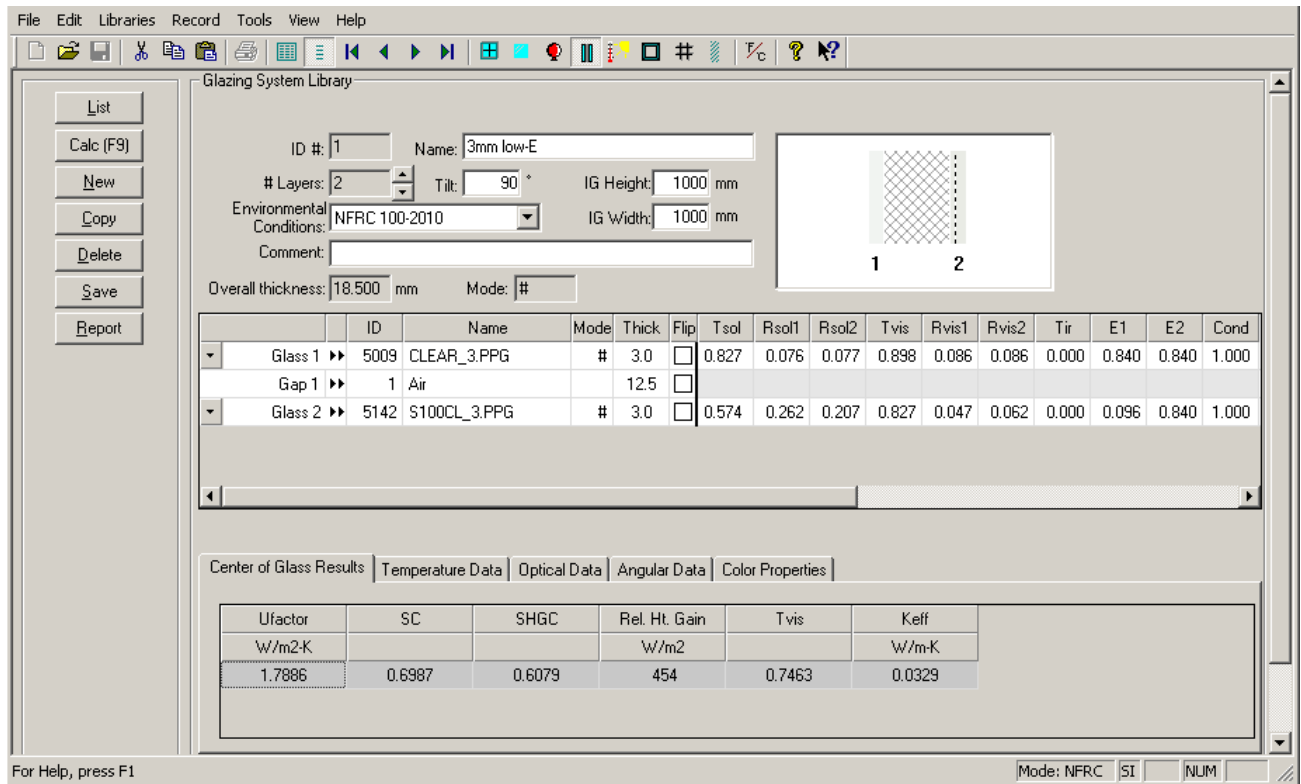 File Edit Libraries Record Tools View Help
Glazing System Library
List
Calc (F9)
New
Copy
Delete
Save
Report
ID #: 1 Name: 3mm low-E
# Layers: 2 Tilt: 90 ° IG Height: 1000 mm
Environmental Conditions: NFRC 100-2010 IG Width: 1000 mm
Comment:
Overall thickness: 18.500 mm Mode: #
1 2
ID Name Mode Thick Flip Tsol Rsol1 Rsol2 Tvis Rvis1 Rvis2 Tir E1 E2 Cond
Glass 1 5009 CLEAR_3.PPG # 3.0 0.827 0.076 0.077 0.898 0.086 0.086 0.000 0.840 0.840 1.000
Gap 1 1 Air 12.5
Glass 2 5142 S100CL_3.PPG # 3.0 0.574 0.262 0.207 0.827 0.047 0.062 0.000 0.096 0.840 1.000
Center of Glass Results Temperature Data Optical Data Angular Data Color Properties
Ufactor SC SHGC Rel. Ht. Gain Tvis Keff
W/m2-K W/m2 W/m-K
1.7886 0.6987 0.6079 454 0.7463 0.0329
For Help, press F1 Mode: NFRC SI NUM